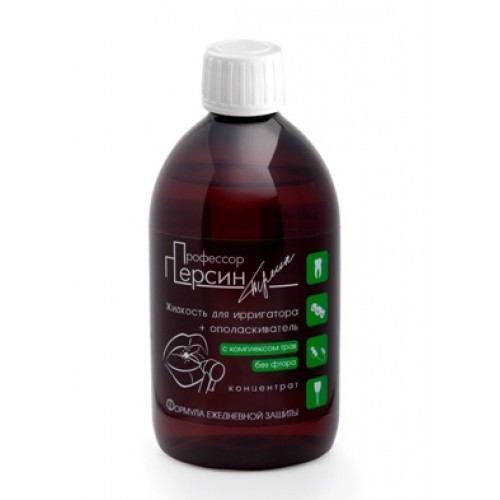 Профессор
Персин
Жидкость для ирригатора
+ ополаскиватель
с комплексом трав
без фтора
концентрат
Формула ежедневной защиты